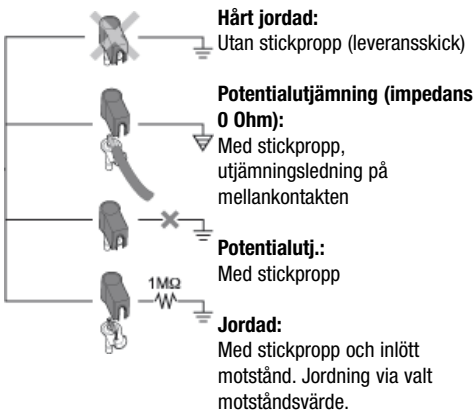 Hårt jordad:
Utan stickpropp (leveransskick)
Potentialutjämning (impedans
0 Ohm):
Med stickpropp,
utjämningsledning på
mellankontakten
Potentialutj.:
Med stickpropp
1MΩ
Jordad:
Med stickpropp och inlött
motstånd. Jordning via valt
motståndsvärde.